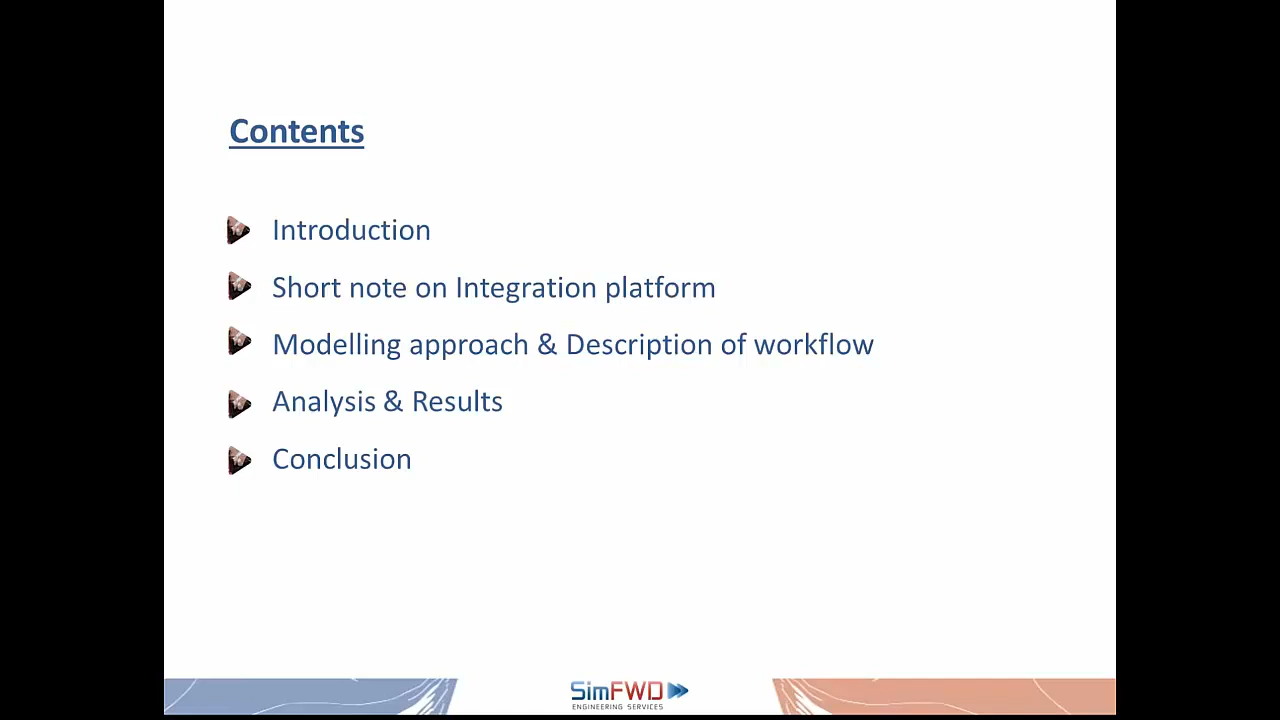 Contents
Introduction
Short note on Integration platform
Modelling approach & Description of workflow
Analysis & Results
Conclusion
SimFWD
ENGINEERING SERVICES